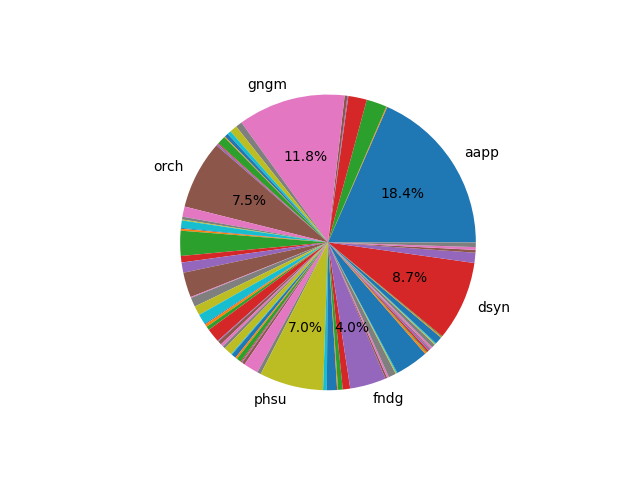 gngm
aapp
11.8%
orch
18.4%
7.5%
8.7%
dsyn
7.0%
4.0%
phsu
fndg